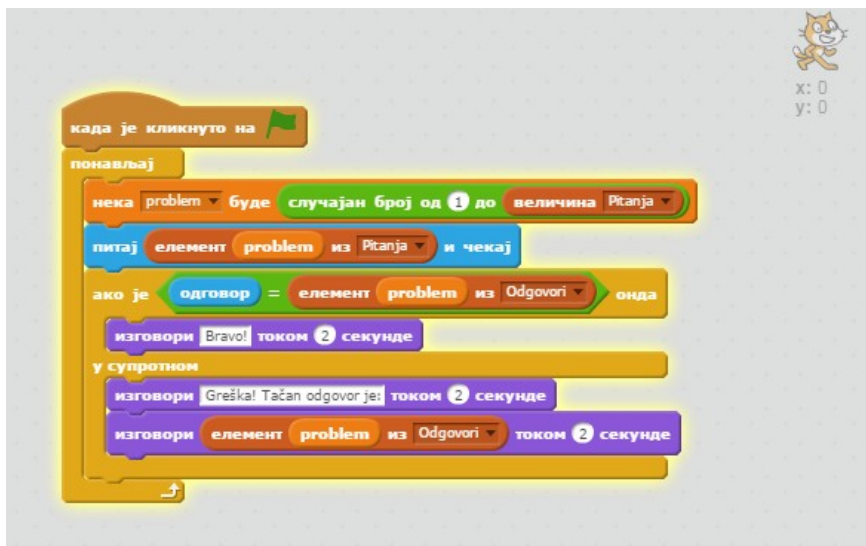 x: 0
y: 0
када је кликнуто на
понављај
нека problem буде случајан број од 1 до величина Pitanja
питај елемент problem из Pitanja и чекај
ако је одговор = елемент problem из Odgovori онда
изговори Bravo! током 2 секунде
у супротном
изговори Greška! Tačan odgovor je: током 2 секунде
изговори елемент problem из Odgovori током 2 секунде